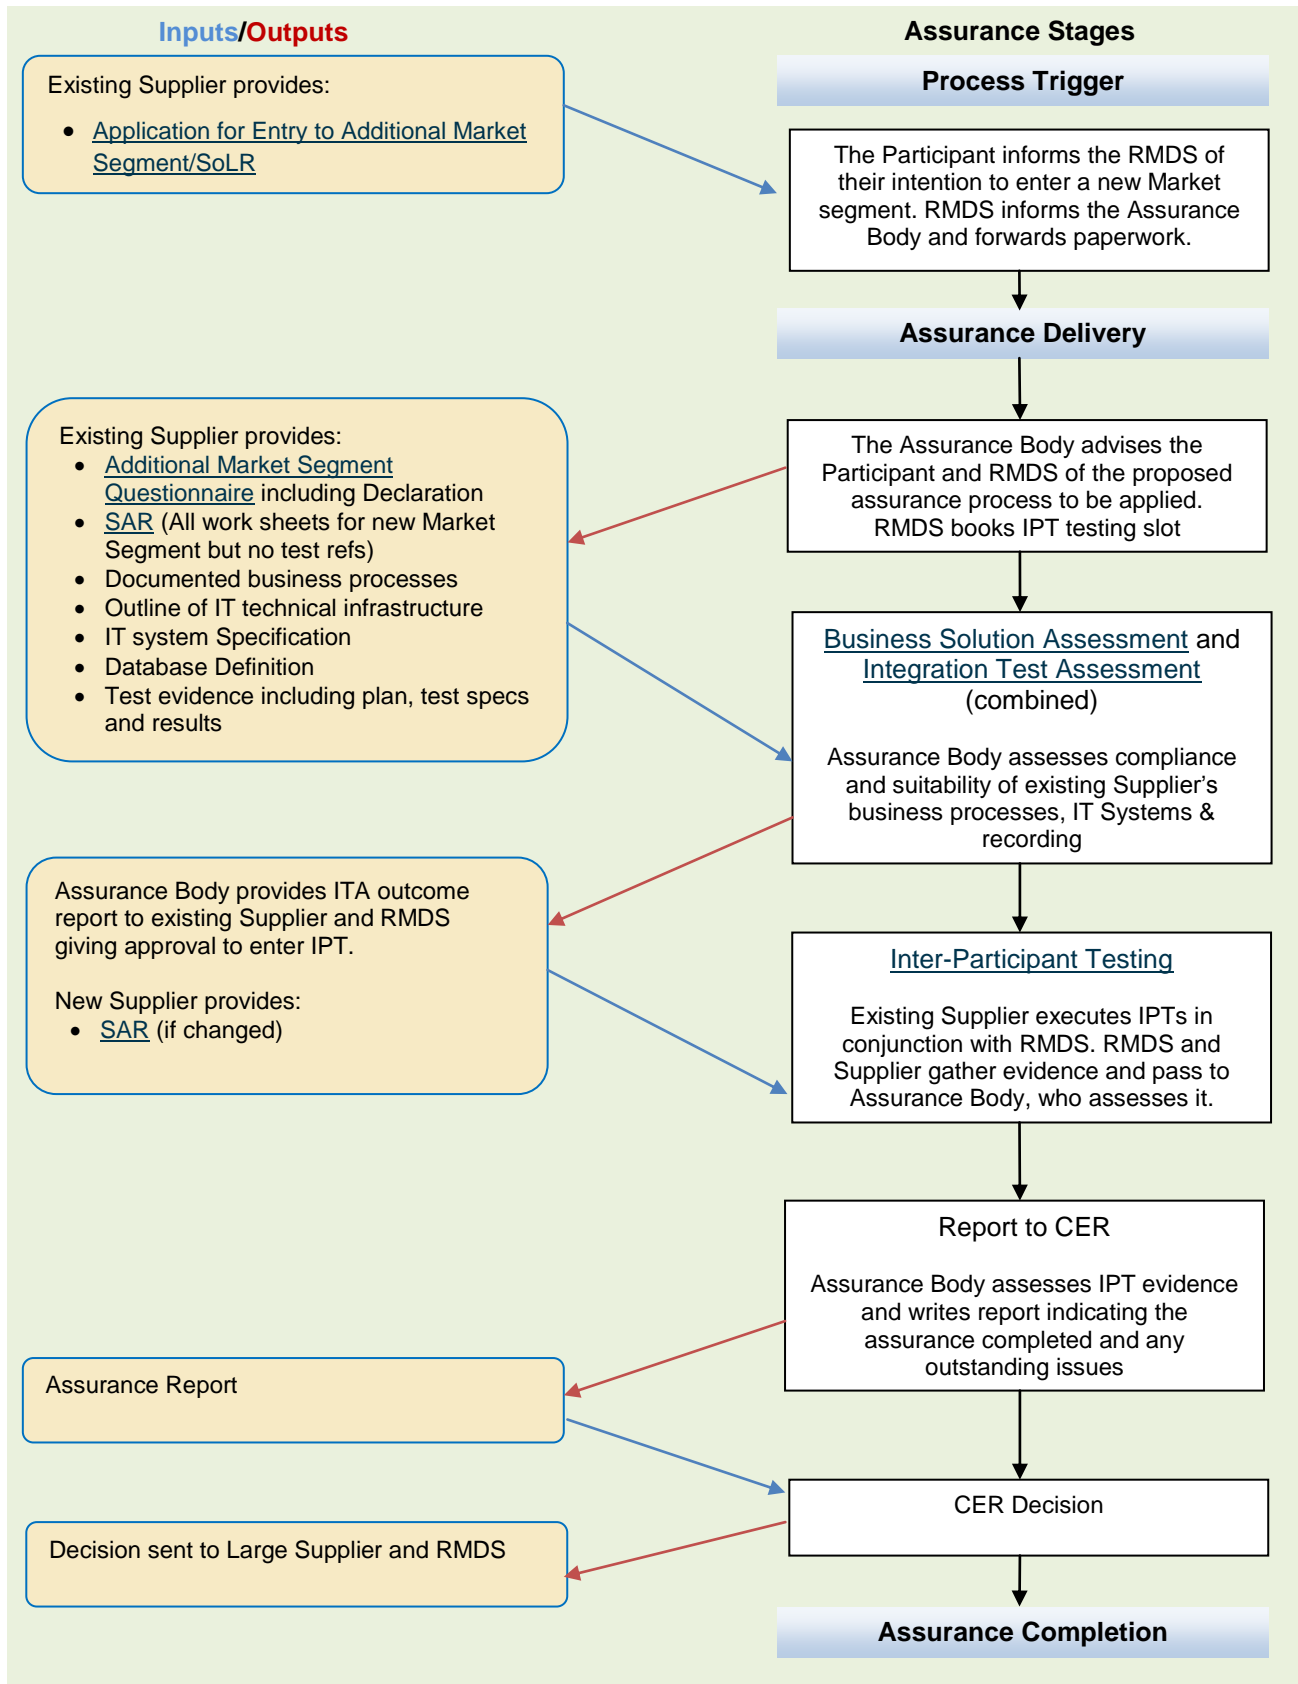 Inputs/Outputs
Assurance Stages
Process Trigger
Existing Supplier provides:
• Application for Entry to Additional Market
Segment/SoLR
The Participant informs the RMDS of
their intention to enter a new Market
segment. RMDS informs the Assurance
Body and forwards paperwork.
Assurance Delivery
Existing Supplier provides:
• Additional Market Segment
Questionnaire including Declaration
• SAR (All work sheets for new Market
Segment but no test refs)
• Documented business processes
• Outline of IT technical infrastructure
• IT system Specification
• Database Definition
• Test evidence including plan, test specs
and results
The Assurance Body advises the
Participant and RMDS of the proposed
assurance process to be applied.
RMDS books IPT testing slot
Business Solution Assessment and
Integration Test Assessment
(combined)
Assurance Body assesses compliance
and suitability of existing Supplier’s
business processes, IT Systems &
recording
Assurance Body provides ITA outcome
report to existing Supplier and RMDS
giving approval to enter IPT.
New Supplier provides:
• SAR (if changed)
Inter-Participant Testing
Existing Supplier executes IPTs in
conjunction with RMDS. RMDS and
Supplier gather evidence and pass to
Assurance Body, who assesses it.
Report to CER
Assurance Body assesses IPT evidence
and writes report indicating the
assurance completed and any
outstanding issues
Assurance Report
CER Decision
Decision sent to Large Supplier and RMDS
Assurance Completion